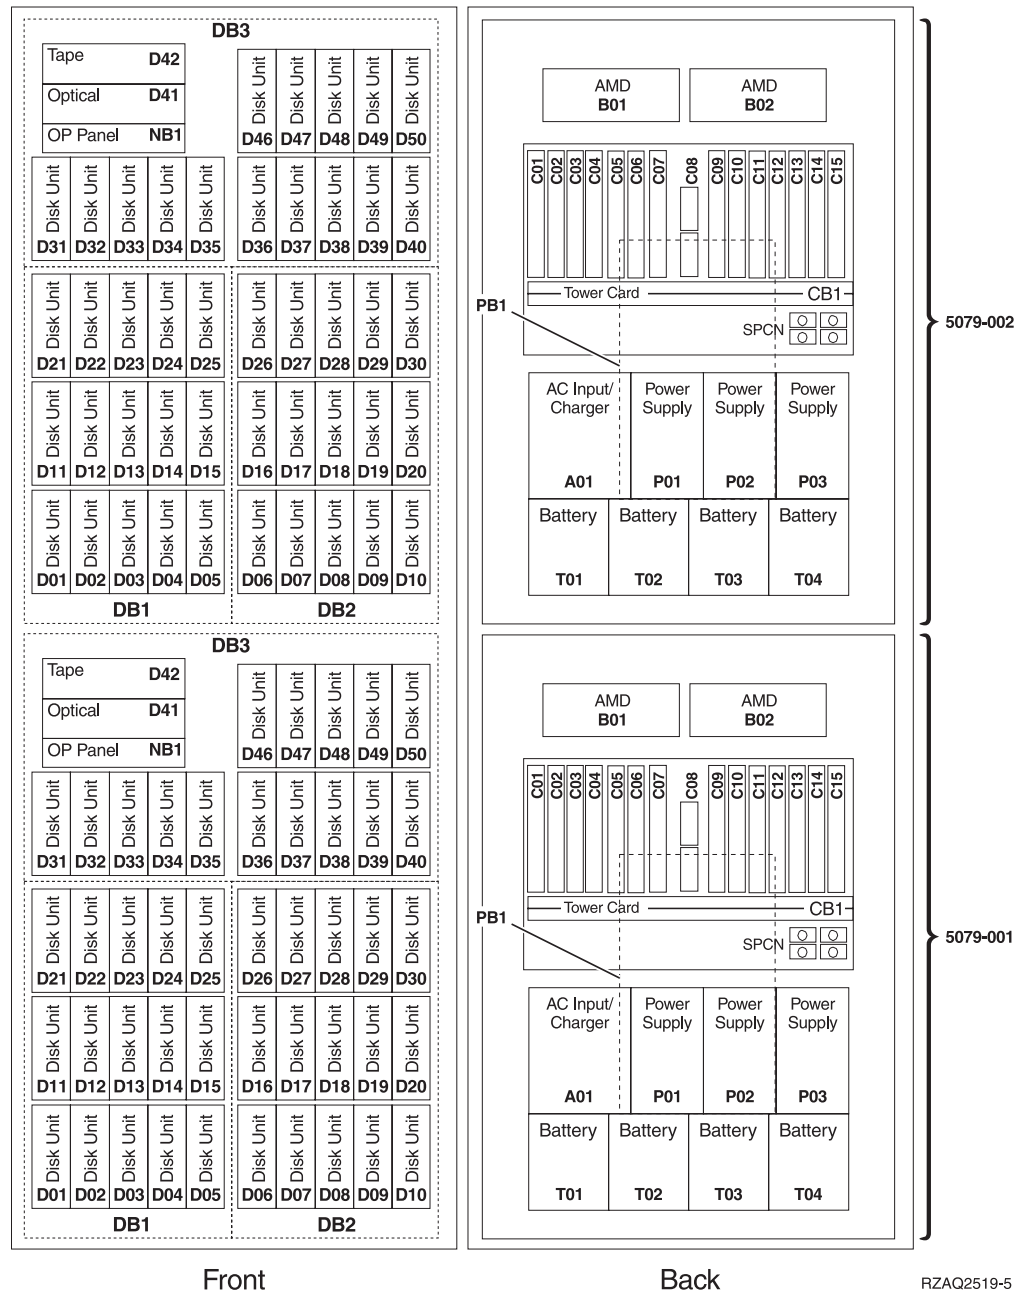 DB3
Tape D42
Optical D41
OP Panel NB1
Disk Unit Disk Unit Disk Unit Disk Unit Disk Unit
D46 D47 D48 D49 D50
Disk Unit Disk Unit Disk Unit Disk Unit Disk Unit Disk Unit Disk Unit Disk Unit Disk Unit Disk Unit
D31 D32 D33 D34 D35 D36 D37 D38 D39 D40
Disk Unit Disk Unit Disk Unit Disk Unit Disk Unit Disk Unit Disk Unit Disk Unit Disk Unit Disk Unit
D21 D22 D23 D24 D25 D26 D27 D28 D29 D30
Disk Unit Disk Unit Disk Unit Disk Unit Disk Unit Disk Unit Disk Unit Disk Unit Disk Unit Disk Unit
D11 D12 D13 D14 D15 D16 D17 D18 D19 D20
Disk Unit Disk Unit Disk Unit Disk Unit Disk Unit Disk Unit Disk Unit Disk Unit Disk Unit Disk Unit
D01 D02 D03 D04 D05 D06 D07 D08 D09 D10
DB1 DB2
AMD AMD
B01 B02
C01 C02 C03 C04 C05 C06 C07 C08 C09 C10 C11 C12 C13 C14 C15
Tower Card CB1
PB1
SPCN
5079-002
AC Input/ Power Power Power
Charger Supply Supply Supply
A01 P01 P02 P03
Battery Battery Battery Battery
T01 T02 T03 T04
DB3
Tape D42
Optical D41
OP Panel NB1
Disk Unit Disk Unit Disk Unit Disk Unit Disk Unit
D46 D47 D48 D49 D50
Disk Unit Disk Unit Disk Unit Disk Unit Disk Unit Disk Unit Disk Unit Disk Unit Disk Unit Disk Unit
D31 D32 D33 D34 D35 D36 D37 D38 D39 D40
Disk Unit Disk Unit Disk Unit Disk Unit Disk Unit Disk Unit Disk Unit Disk Unit Disk Unit Disk Unit
D21 D22 D23 D24 D25 D26 D27 D28 D29 D30
Disk Unit Disk Unit Disk Unit Disk Unit Disk Unit Disk Unit Disk Unit Disk Unit Disk Unit Disk Unit
D11 D12 D13 D14 D15 D16 D17 D18 D19 D20
Disk Unit Disk Unit Disk Unit Disk Unit Disk Unit Disk Unit Disk Unit Disk Unit Disk Unit Disk Unit
D01 D02 D03 D04 D05 D06 D07 D08 D09 D10
DB1 DB2
AMD AMD
B01 B02
C01 C02 C03 C04 C05 C06 C07 C08 C09 C10 C11 C12 C13 C14 C15
Tower Card CB1
PB1
SPCN
5079-001
AC Input/ Power Power Power
Charger Supply Supply Supply
A01 P01 P02 P03
Battery Battery Battery Battery
T01 T02 T03 T04
Front Back
RZAQ2519-5